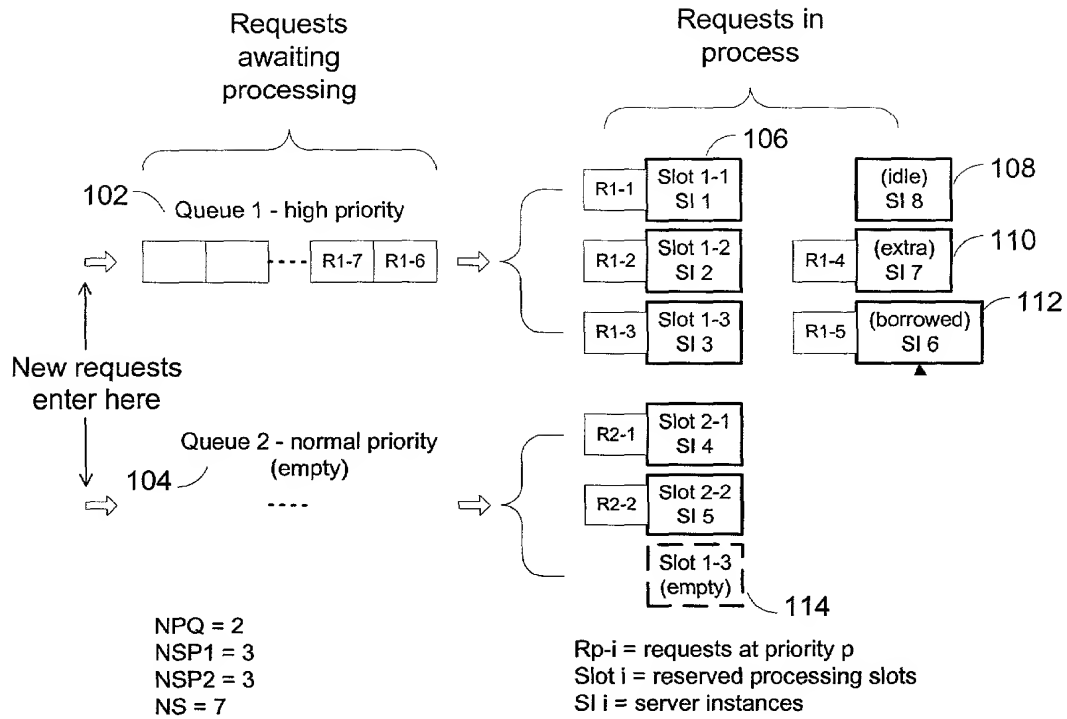 Requests
awaiting
processing
Requests in
process
102
Queue 1 - high priority
R1-7
R1-6
106
R1-1
Slot 1-1
SI 1
R1-2
Slot 1-2
SI 2
R1-3
Slot 1-3
SI 3
(idle)
SI 8
108
R1-4
(extra)
SI 7
110
R1-5
(borrowed)
SI 6
112
New requests
enter here
Queue 2 - normal priority
(empty)
104
R2-1
Slot 2-1
SI 4
R2-2
Slot 2-2
SI 5
Slot 1-3
(empty)
114
NPQ = 2
NSP1 = 3
NSP2 = 3
NS = 7
Rp-i = requests at priority p
Slot i = reserved processing slots
SI i = server instances